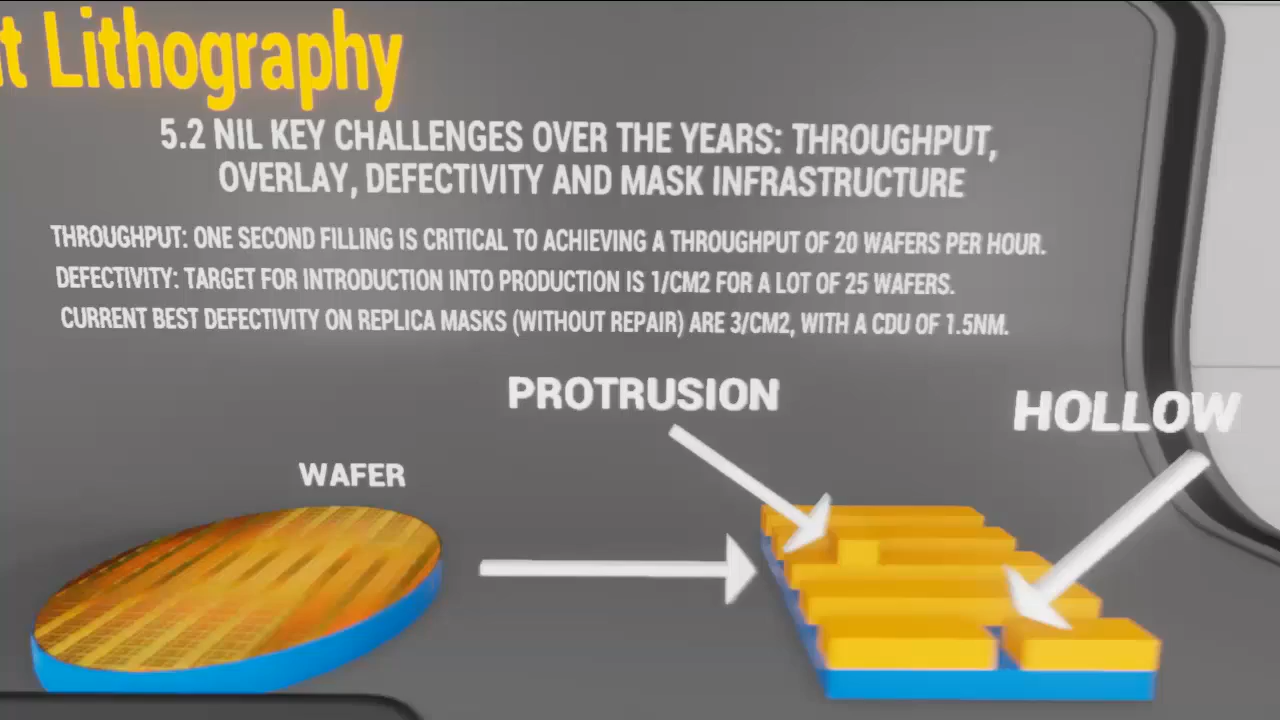 t Lithography
5.2 NIL KEY CHALLENGES OVER THE YEARS: THROUGHPUT,
OVERLAY, DEFECTIVITY AND MASK INFRASTRUCTURE
THROUGHPUT: ONE SECOND FILLING IS CRITICAL TO ACHIEVING A THROUGHPUT OF 20 WAFERS PER HOUR.
DEFECTIVITY: TARGET FOR INTRODUCTION INTO PRODUCTION IS 1/CM2 FOR A LOT OF 25 WAFERS.
CURRENT BEST DEFECTIVITY ON REPLICA MASKS (WITHOUT REPAIR) ARE 3/CM2, WITH A CDU OF 1.5NM.
PROTRUSION
HOLLOW
WAFER